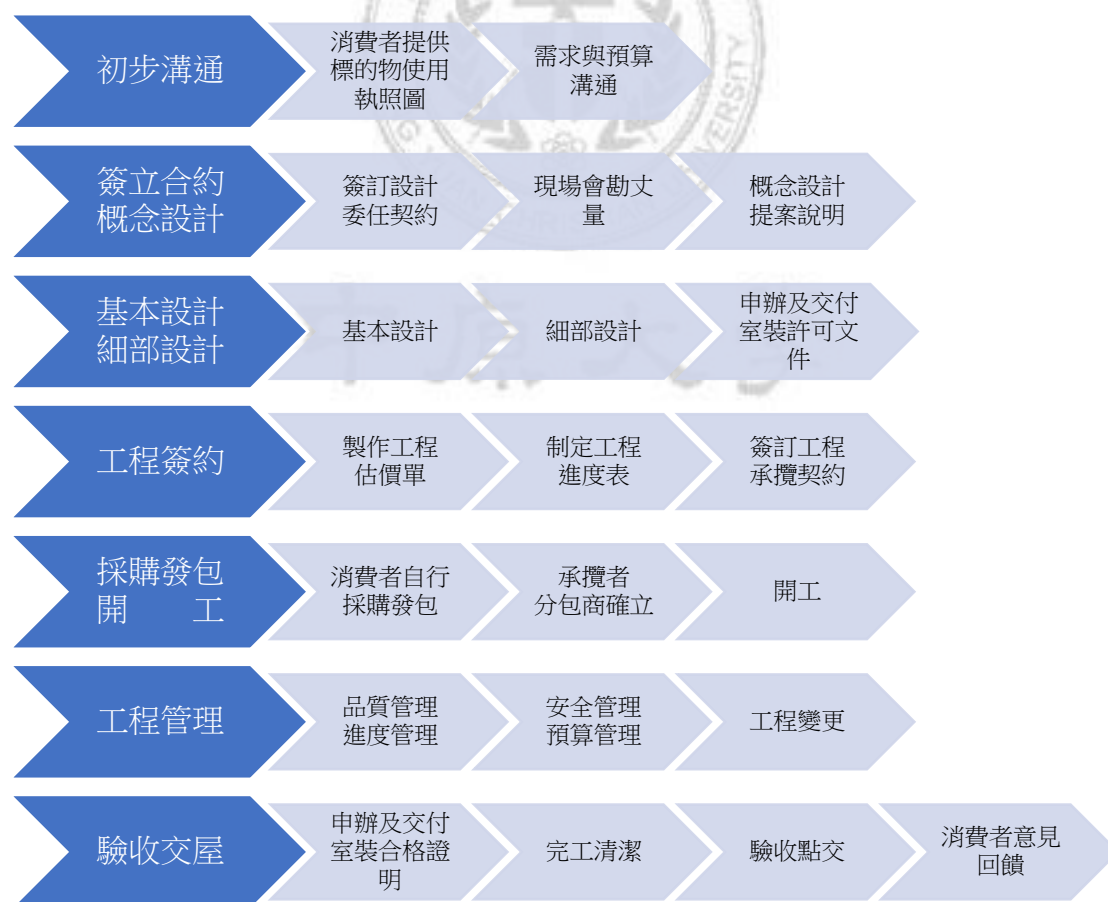 初步溝通
消費者提供
標的物使用
執照圖
需求與預算
溝通
簽立合約
概念設計
簽訂設計
委任契約
現場會勘丈
量
概念設計
提案說明
基本設計
細部設計
基本設計
細部設計
申辦及交付
室裝許可文
件
工程簽約
製作工程
估價單
制定工程
進度表
簽訂工程
承攬契約
採購發包
開 工
消費者自行
採購發包
承攬者
分包商確立
開工
工程管理
品質管理
進度管理
安全管理
預算管理
工程變更
驗收交屋
申辦及交付
室裝合格證
明
完工清潔
驗收點交
消費者意見
回饋